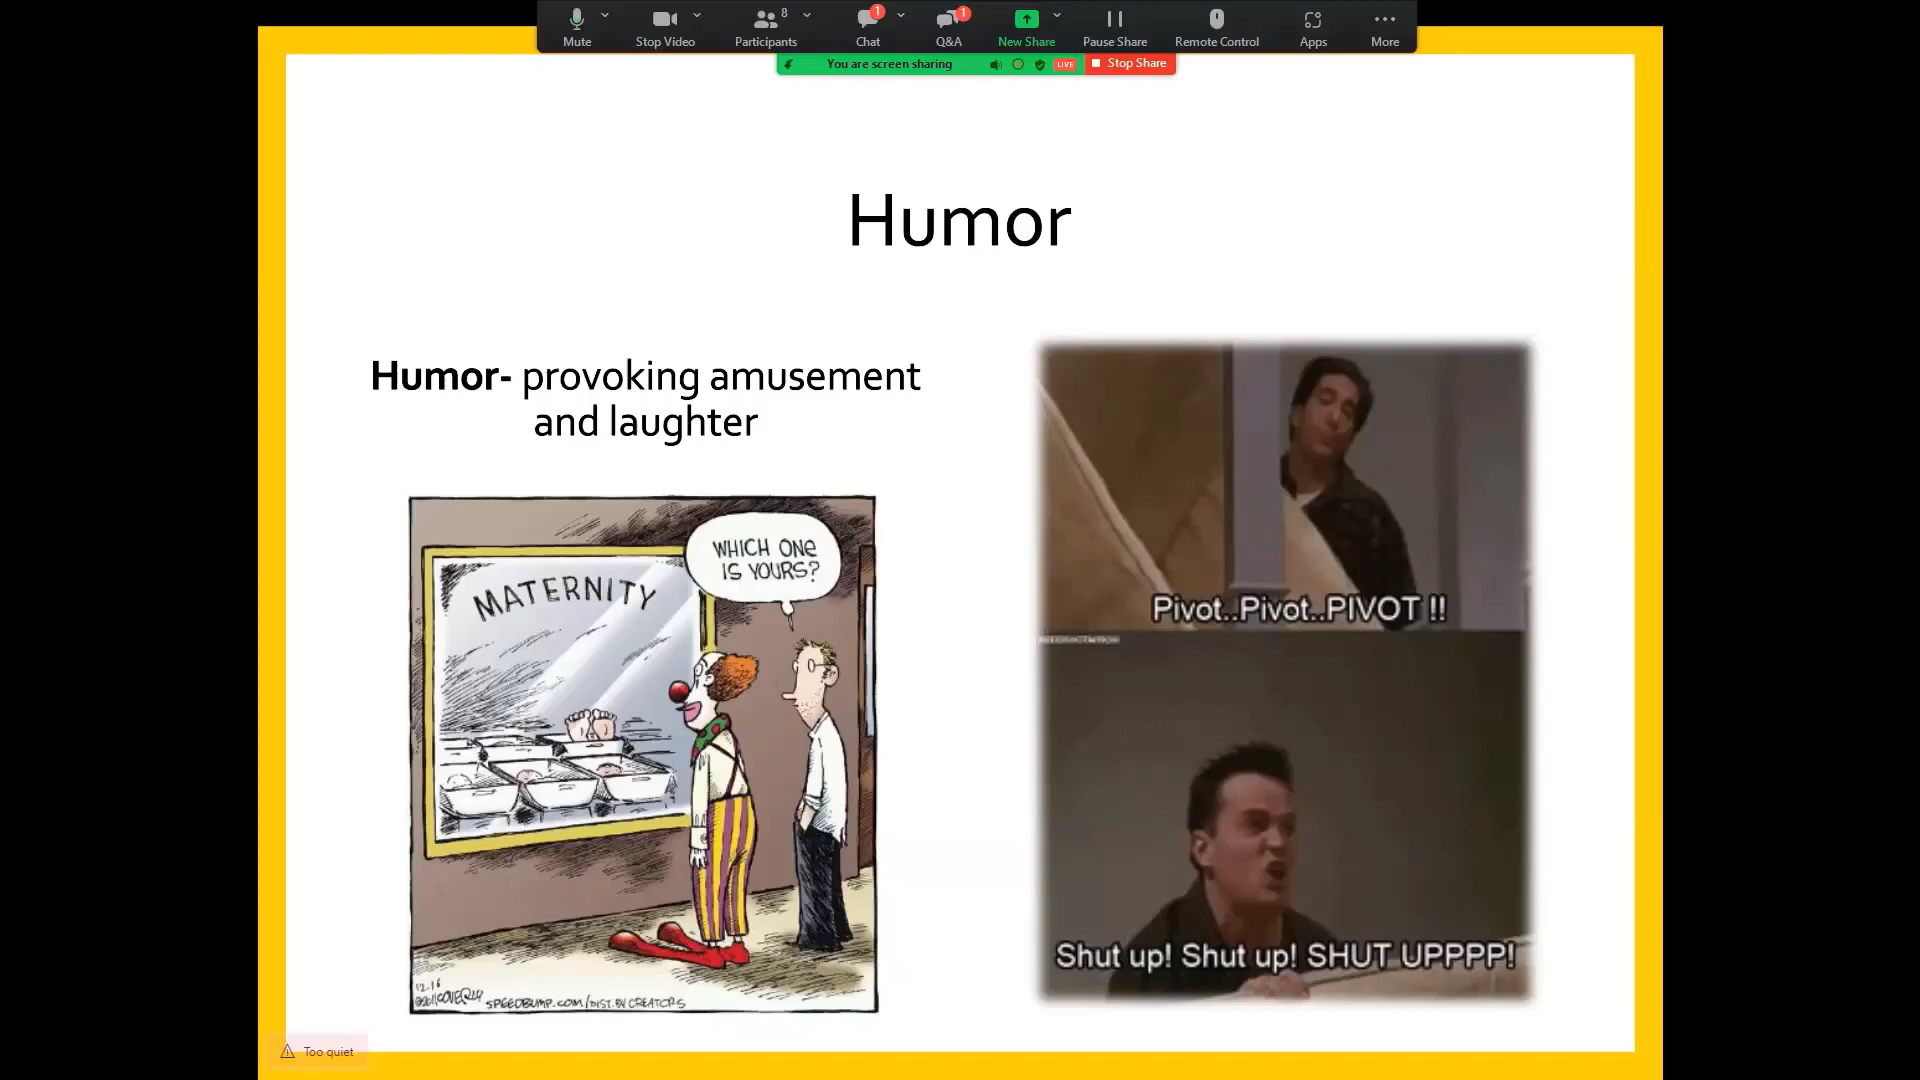 8
1
1
Mute
Stop Video
Participants
Chat
Q&A
New Share
Pause Share
Remote Control
Apps
More
You are screen sharing
LIVE
Stop Share
Humor
Humor- provoking amusement
and laughter
WHICH ONE
IS YOURS?
MATERNITY
12.16
SPEEDBUMP.COM/DIST. BY CREATORS
Pivot..Pivot..PIVOT !!
Shut up! Shut up! SHUT UPPPP!
Too quiet